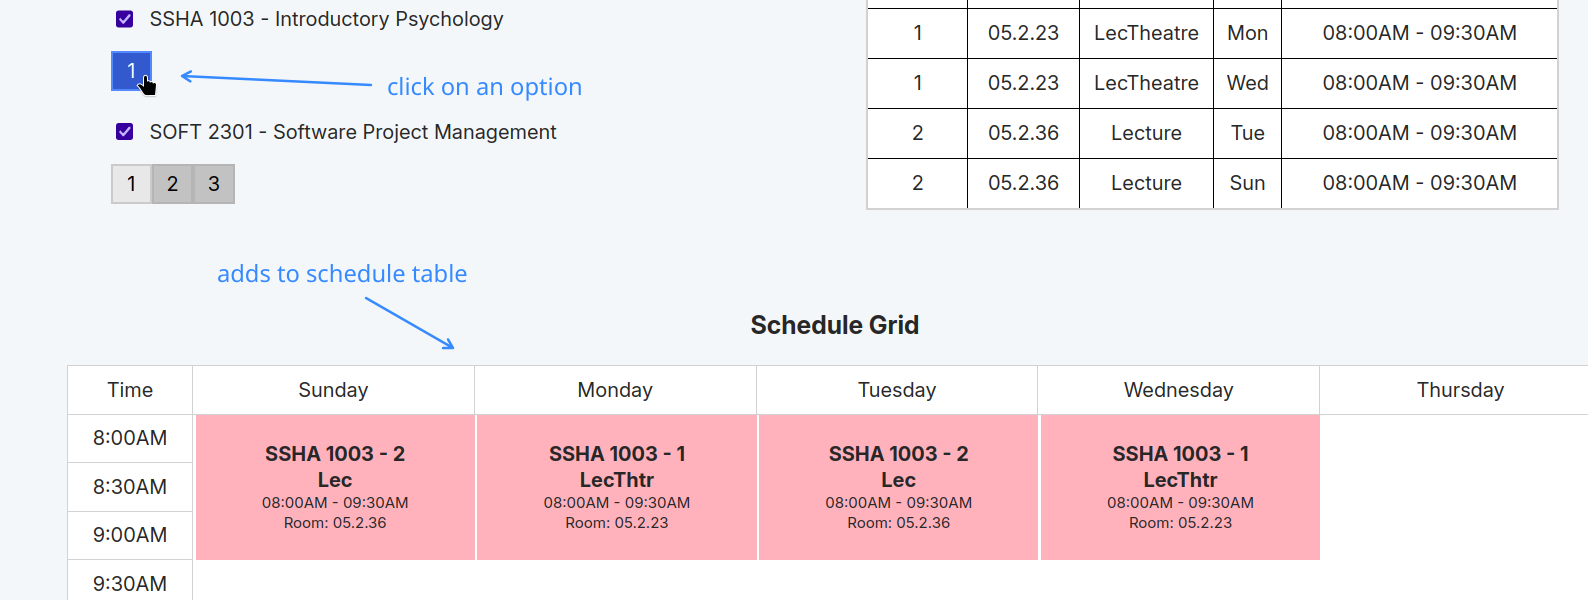 SSHA 1003 - Introductory Psychology
1
click on an option
SOFT 2301 - Software Project Management
1 2 3
1 05.2.23 LecTheatre Mon 08:00AM - 09:30AM
1 05.2.23 LecTheatre Wed 08:00AM - 09:30AM
2 05.2.36 Lecture Tue 08:00AM - 09:30AM
2 05.2.36 Lecture Sun 08:00AM - 09:30AM
adds to schedule table
Schedule Grid
Time Sunday Monday Tuesday Wednesday Thursday
8:00AM
8:30AM
9:00AM
9:30AM
SSHA 1003 - 2
Lec
08:00AM - 09:30AM
Room: 05.2.36
SSHA 1003 - 1
LecThtr
08:00AM - 09:30AM
Room: 05.2.23
SSHA 1003 - 2
Lec
08:00AM - 09:30AM
Room: 05.2.36
SSHA 1003 - 1
LecThtr
08:00AM - 09:30AM
Room: 05.2.23